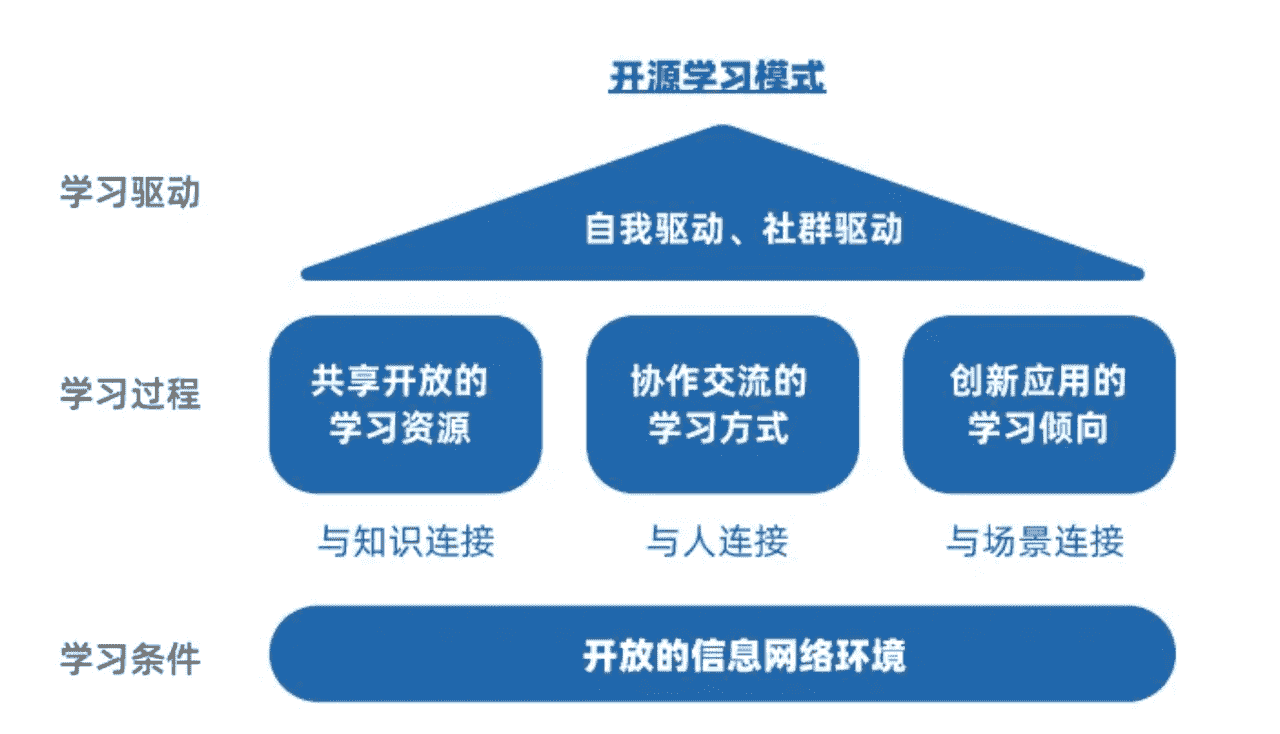 开源学习模式
学习驱动
自我驱动、社群驱动
学习过程
共享开放的
学习资源
协作交流的
学习方式
创新应用的
学习倾向
与知识连接
与人连接
与场景连接
学习条件
开放的信息网络环境